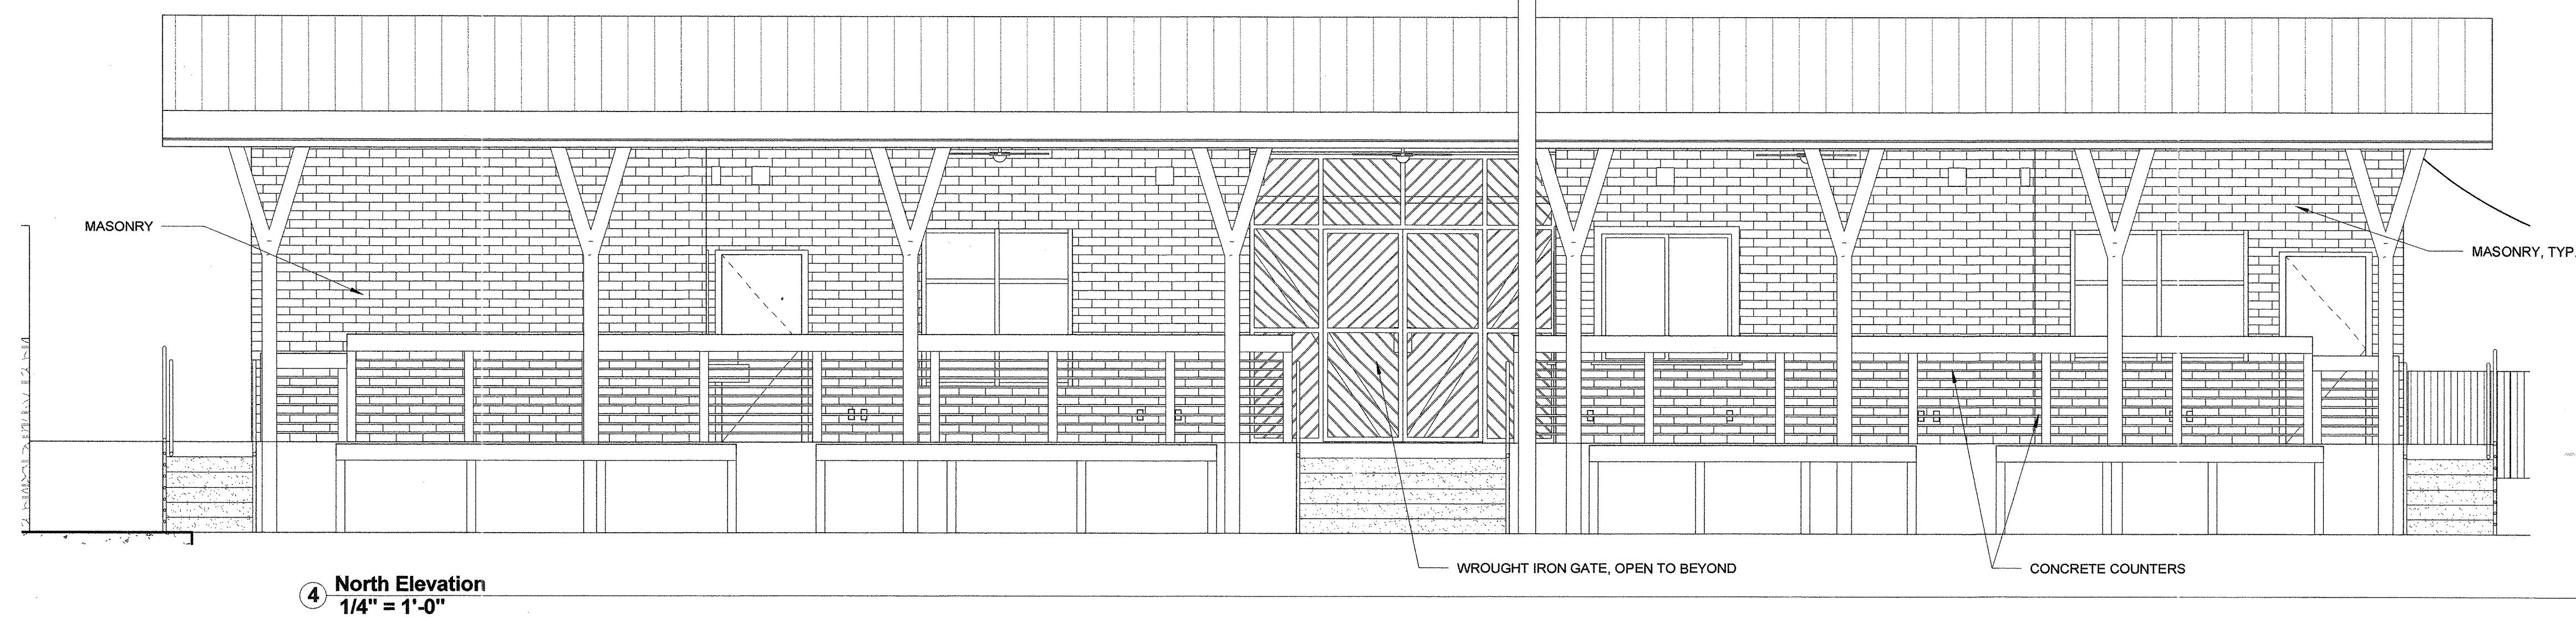 MASONRY
MASONRY, TYP.
WROUGHT IRON GATE, OPEN TO BEYOND
CONCRETE COUNTERS
4 North Elevation
1/4" = 1'-0"